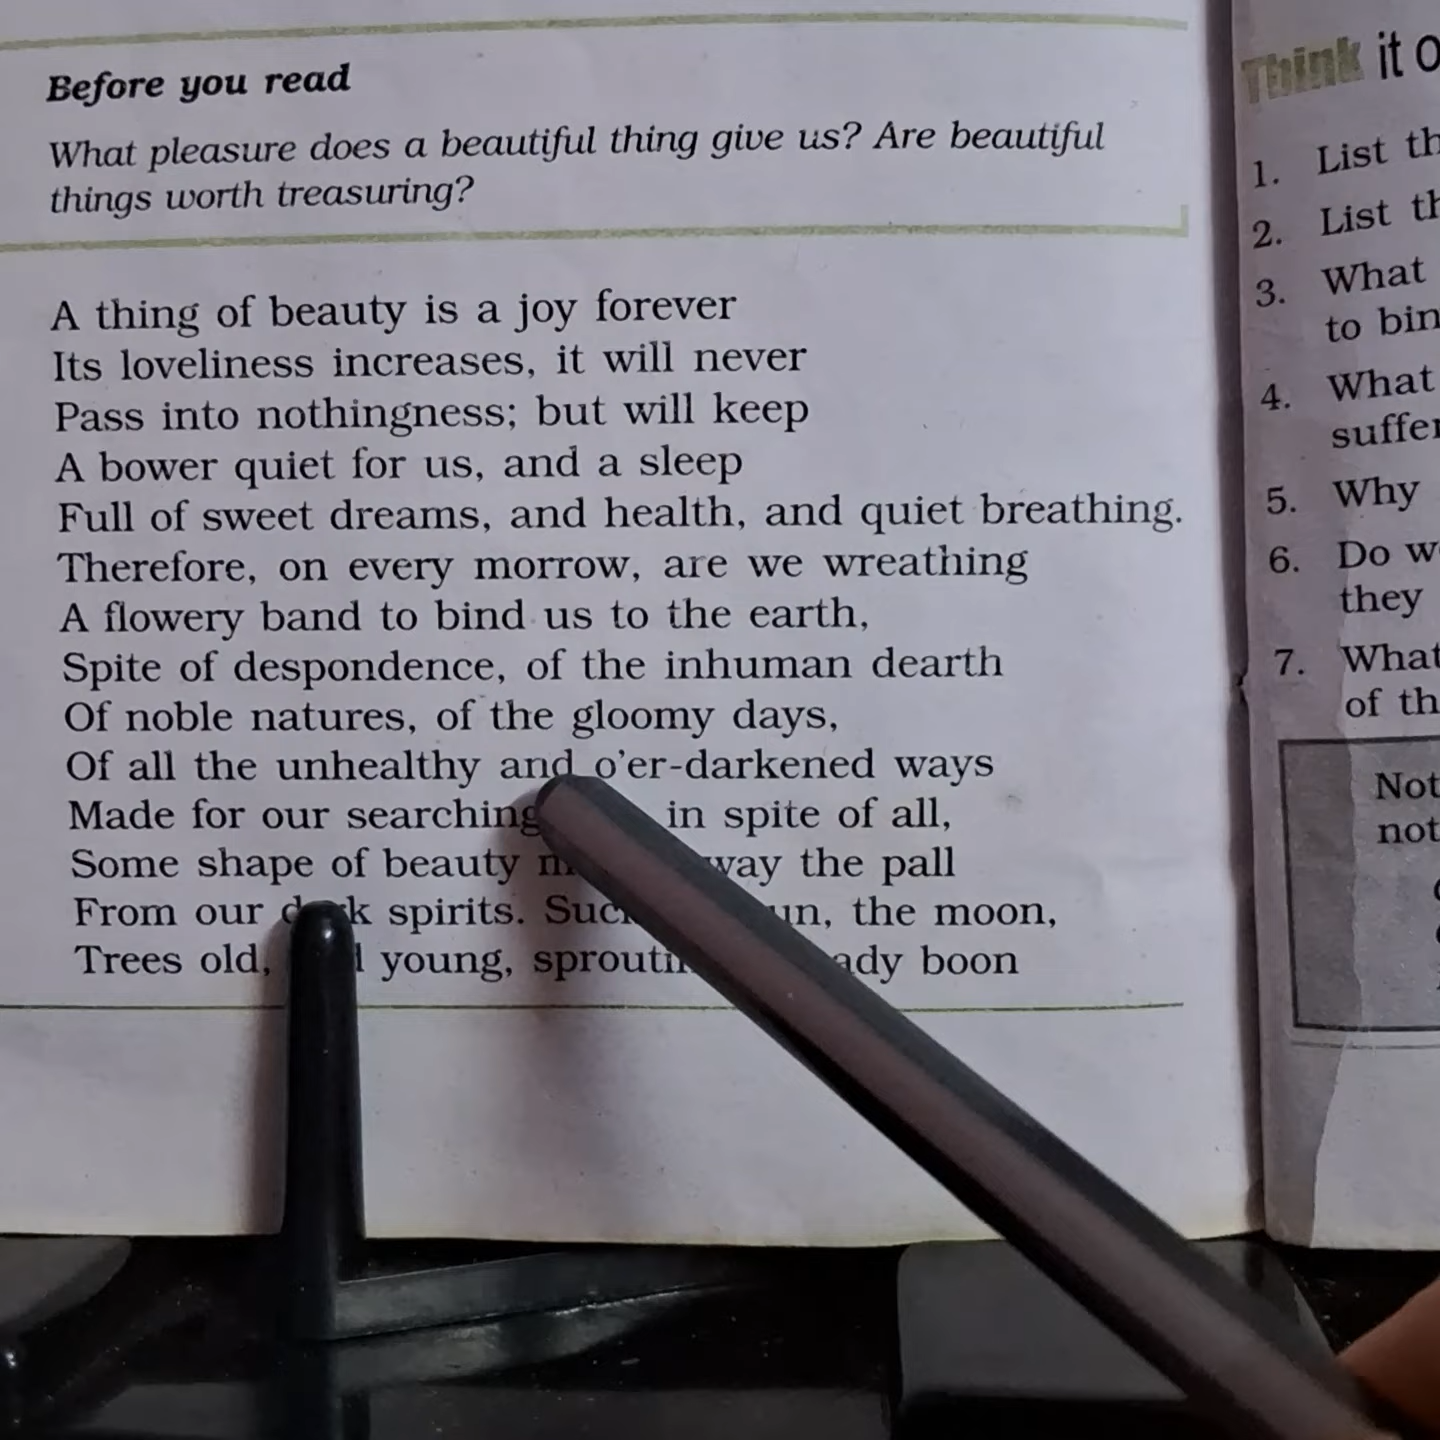 Before you read
What pleasure does a beautiful thing give us? Are beautiful
things worth treasuring?
A thing of beauty is a joy forever
Its loveliness increases, it will never
Pass into nothingness; but will keep
A bower quiet for us, and a sleep
Full of sweet dreams, and health, and quiet breathing.
Therefore, on every morrow, are we wreathing
A flowery band to bind us to the earth,
Spite of despondence, of the inhuman dearth
Of noble natures, of the gloomy days,
Of all the unhealthy and o'er-darkened ways
Made for our searching in spite of all,
Some shape of beauty way the pall
From our spirits. the moon,
Trees old, young, boon
Think it
1. List
2. List
3. What
to
4. What
5. Why
6. Do
they
7. What
of